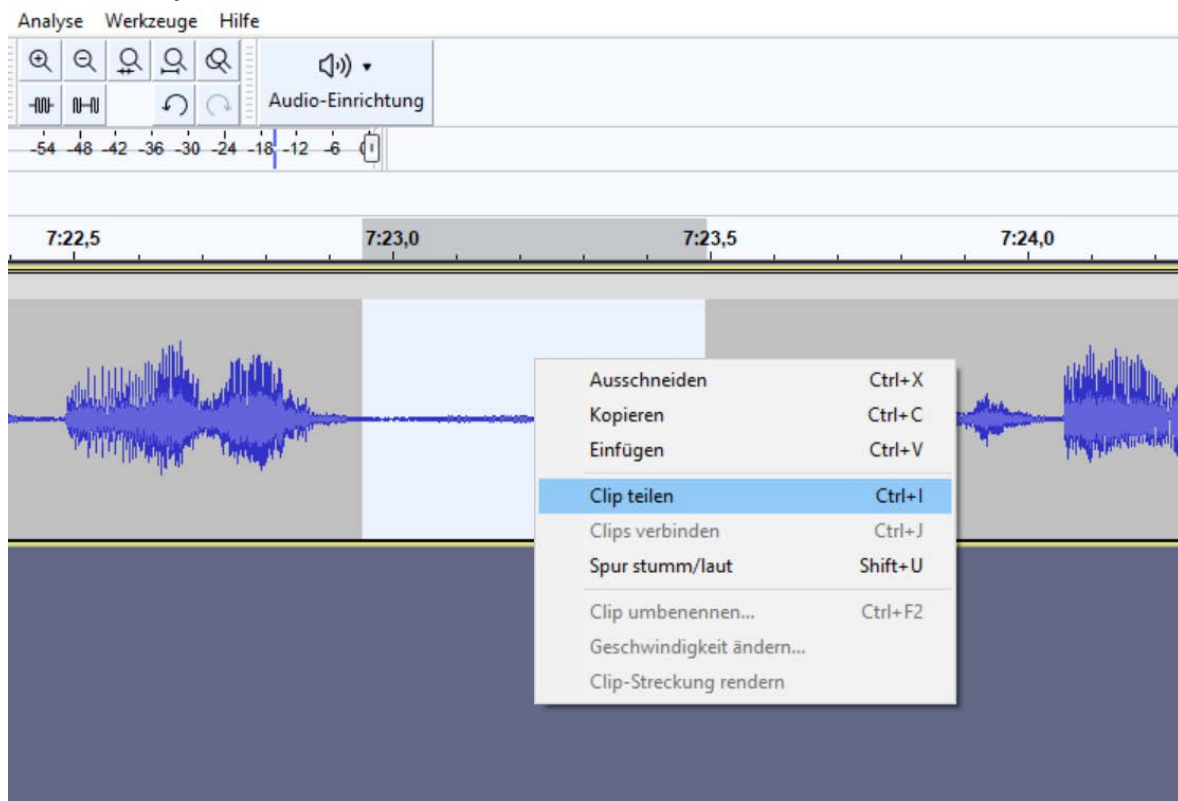 Analyse Werkzeuge Hilfe
Audio-Einrichtung
-54 -48 -42 -36 -30 -24 -18 -12 -6 0
7:22,5 7:23,0 7:23,5 7:24,0
Ausschneiden Ctrl+X
Kopieren Ctrl+C
Einfügen Ctrl+V
Clip teilen Ctrl+I
Clips verbinden Ctrl+J
Spur stumm/laut Shift+U
Clip umbenennen... Ctrl+F2
Geschwindigkeit ändern...
Clip-Streckung rendern